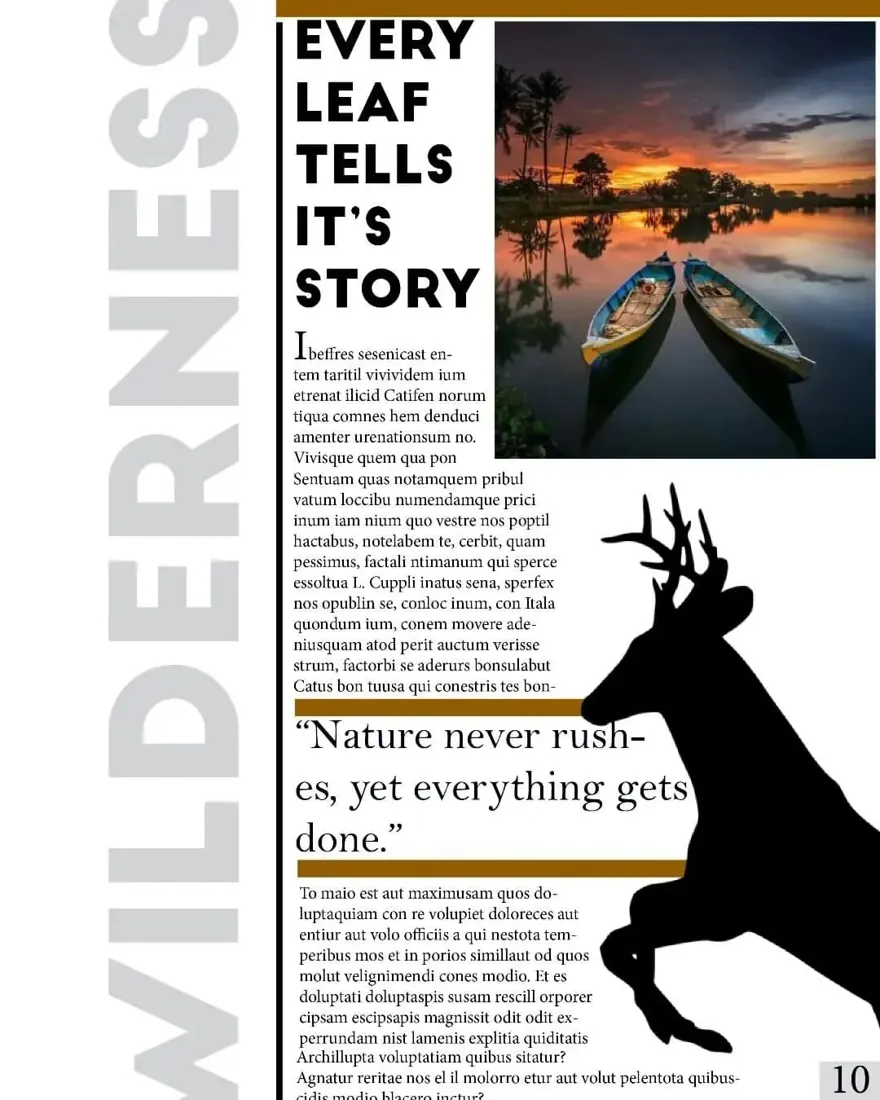 WILDERNESS
EVERY
LEAF
TELLS
IT'S
STORY
Ibeffres sesenicast en-
tem taritil vivividem ium
etrenat ilicid Catifen norum
tiqua comnes hem denduci
amenter urenationsum no.
Vivisque quem qua pon
Sentuam quas notamquem pribul
vatum loccibu numendamque prici
inum iam nium quo vestre nos poptil
hactabus, notelabem te, cerbit, quam
pessimus, factali ntimanum qui sperce
essoltua L. Cuppli inatus sena, sperfex
nos opublin se, conloc inum, con Itala
quondum ium, conem movere ade-
niusquam atod perit auctum verisse
strum, factorbi se aderurs bonsulabut
Catus bon tuusa qui conestris tes bon-
“Nature never rush-
es, yet everything gets
done.”
To maio est aut maximusam quos do-
luptaquiam con re volupiet doloreces aut
entiur aut volo officiis a qui nestota tem-
peribus mos et in porios simillaut od quos
molut velignimendi cones modio. Et es
doluptati doluptaspis susam rescill orporer
cipsam escipsapis magnissit odit odit ex-
perrundam nist lamenis explitia quiditatis
Archillupta voluptatiam quibus sitatur?
Agnatur reritae nos el il molorro etur aut volut pelentota quibus-
cidis modio blacero inctur?
10